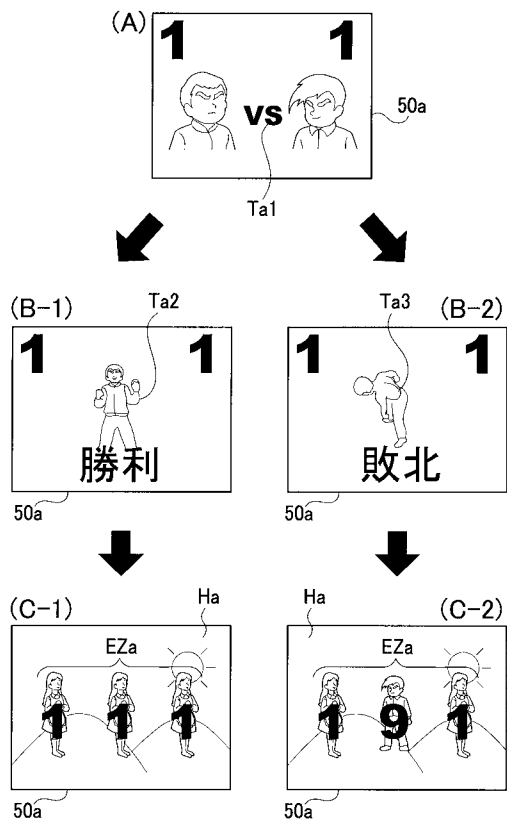 (A)
1 1
vs
50a
Ta1
(B-1) Ta2
1 1
勝利
50a
Ta3 (B-2)
1 1
敗北
50a
(C-1) Ha
EZa
1 1 1
50a
Ha (C-2)
EZa
1 9 1
50a